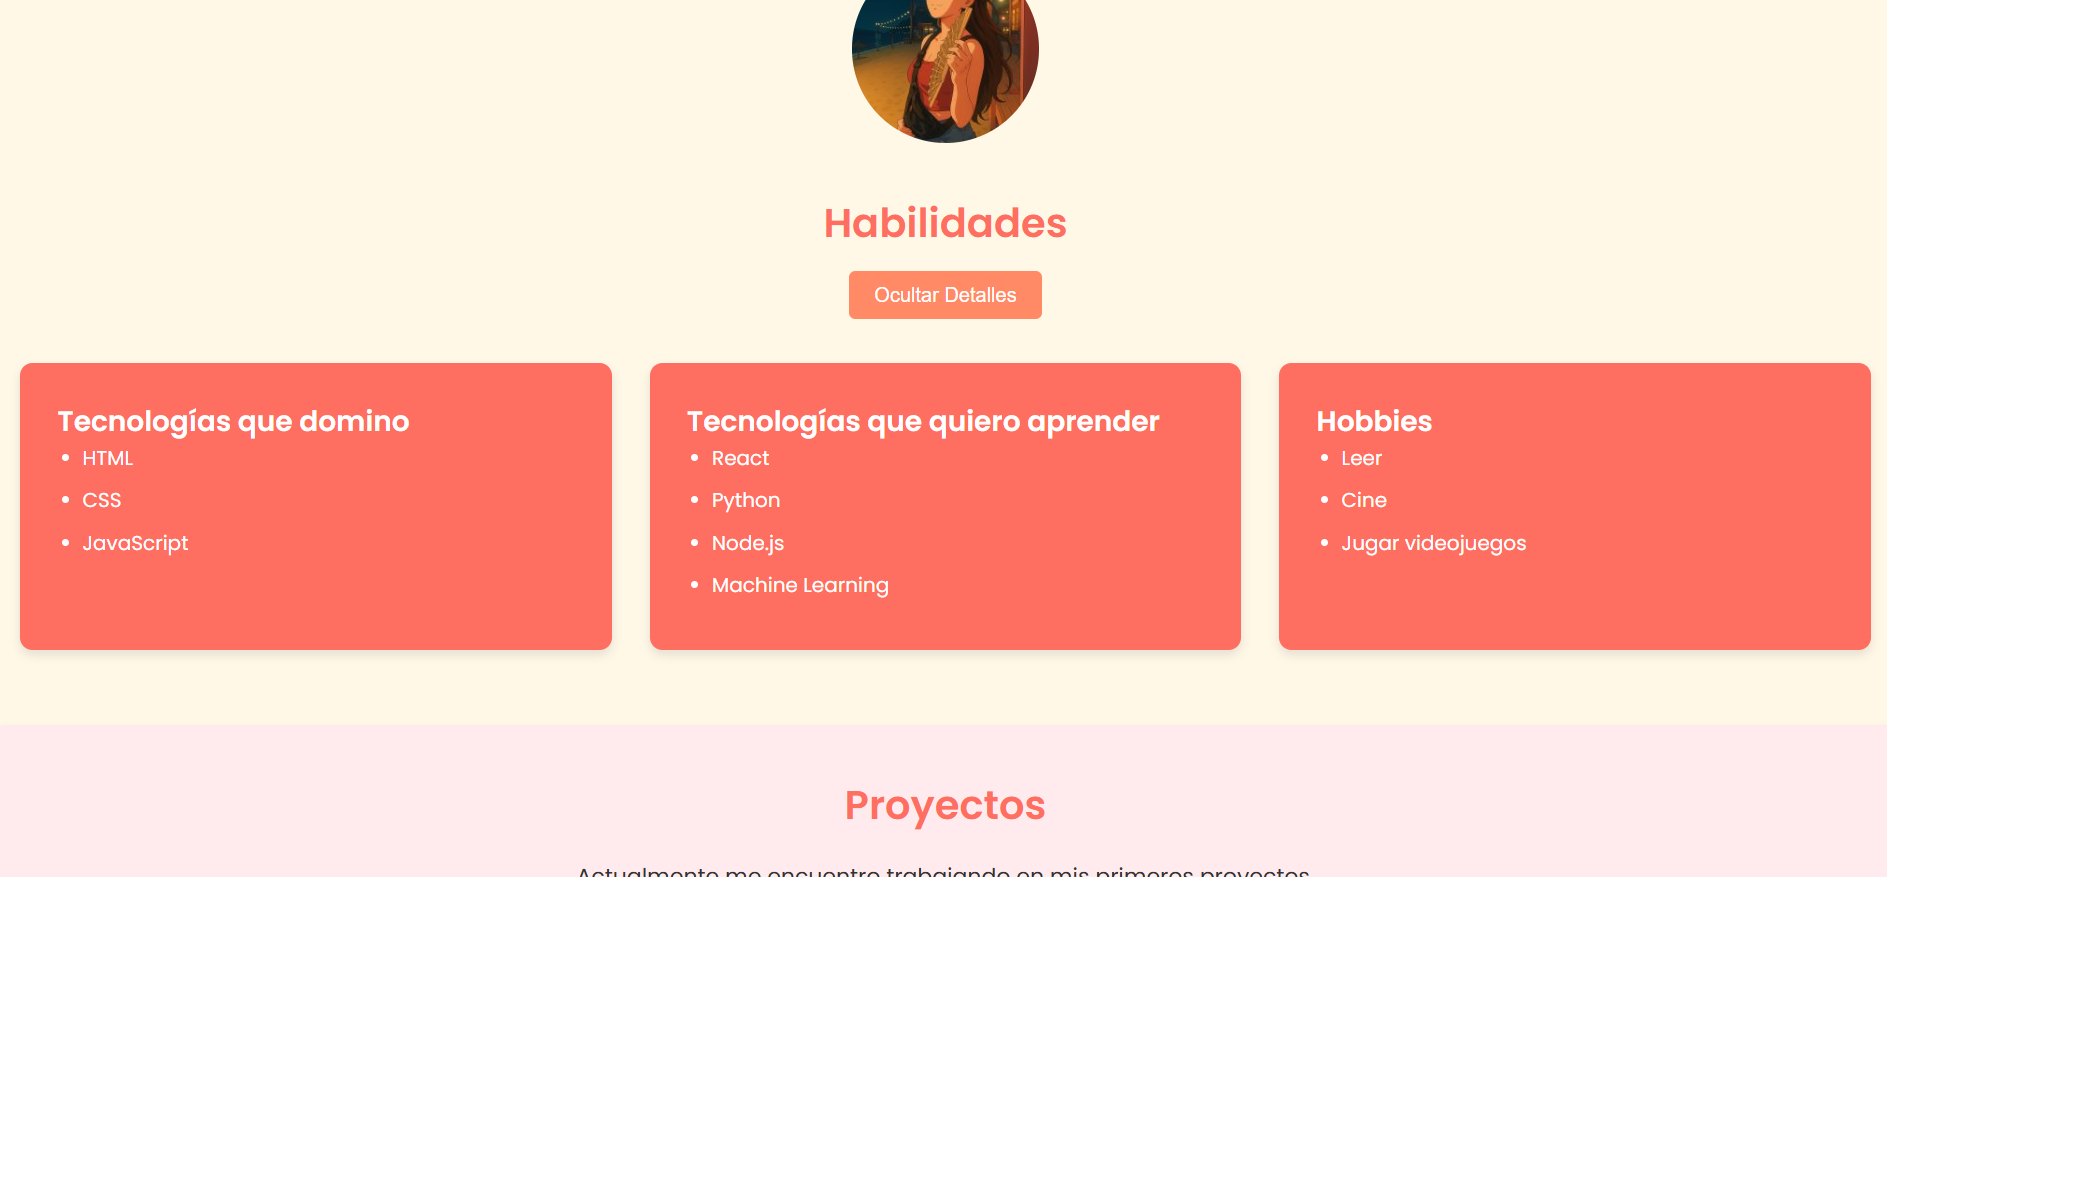 Habilidades
Ocultar Detalles
Tecnologías que domino
HTML
CSS
JavaScript
Tecnologías que quiero aprender
React
Python
Node.js
Machine Learning
Hobbies
Leer
Cine
Jugar videojuegos
Proyectos
Actualmente me encuentro trabajando en mis primeros proyectos